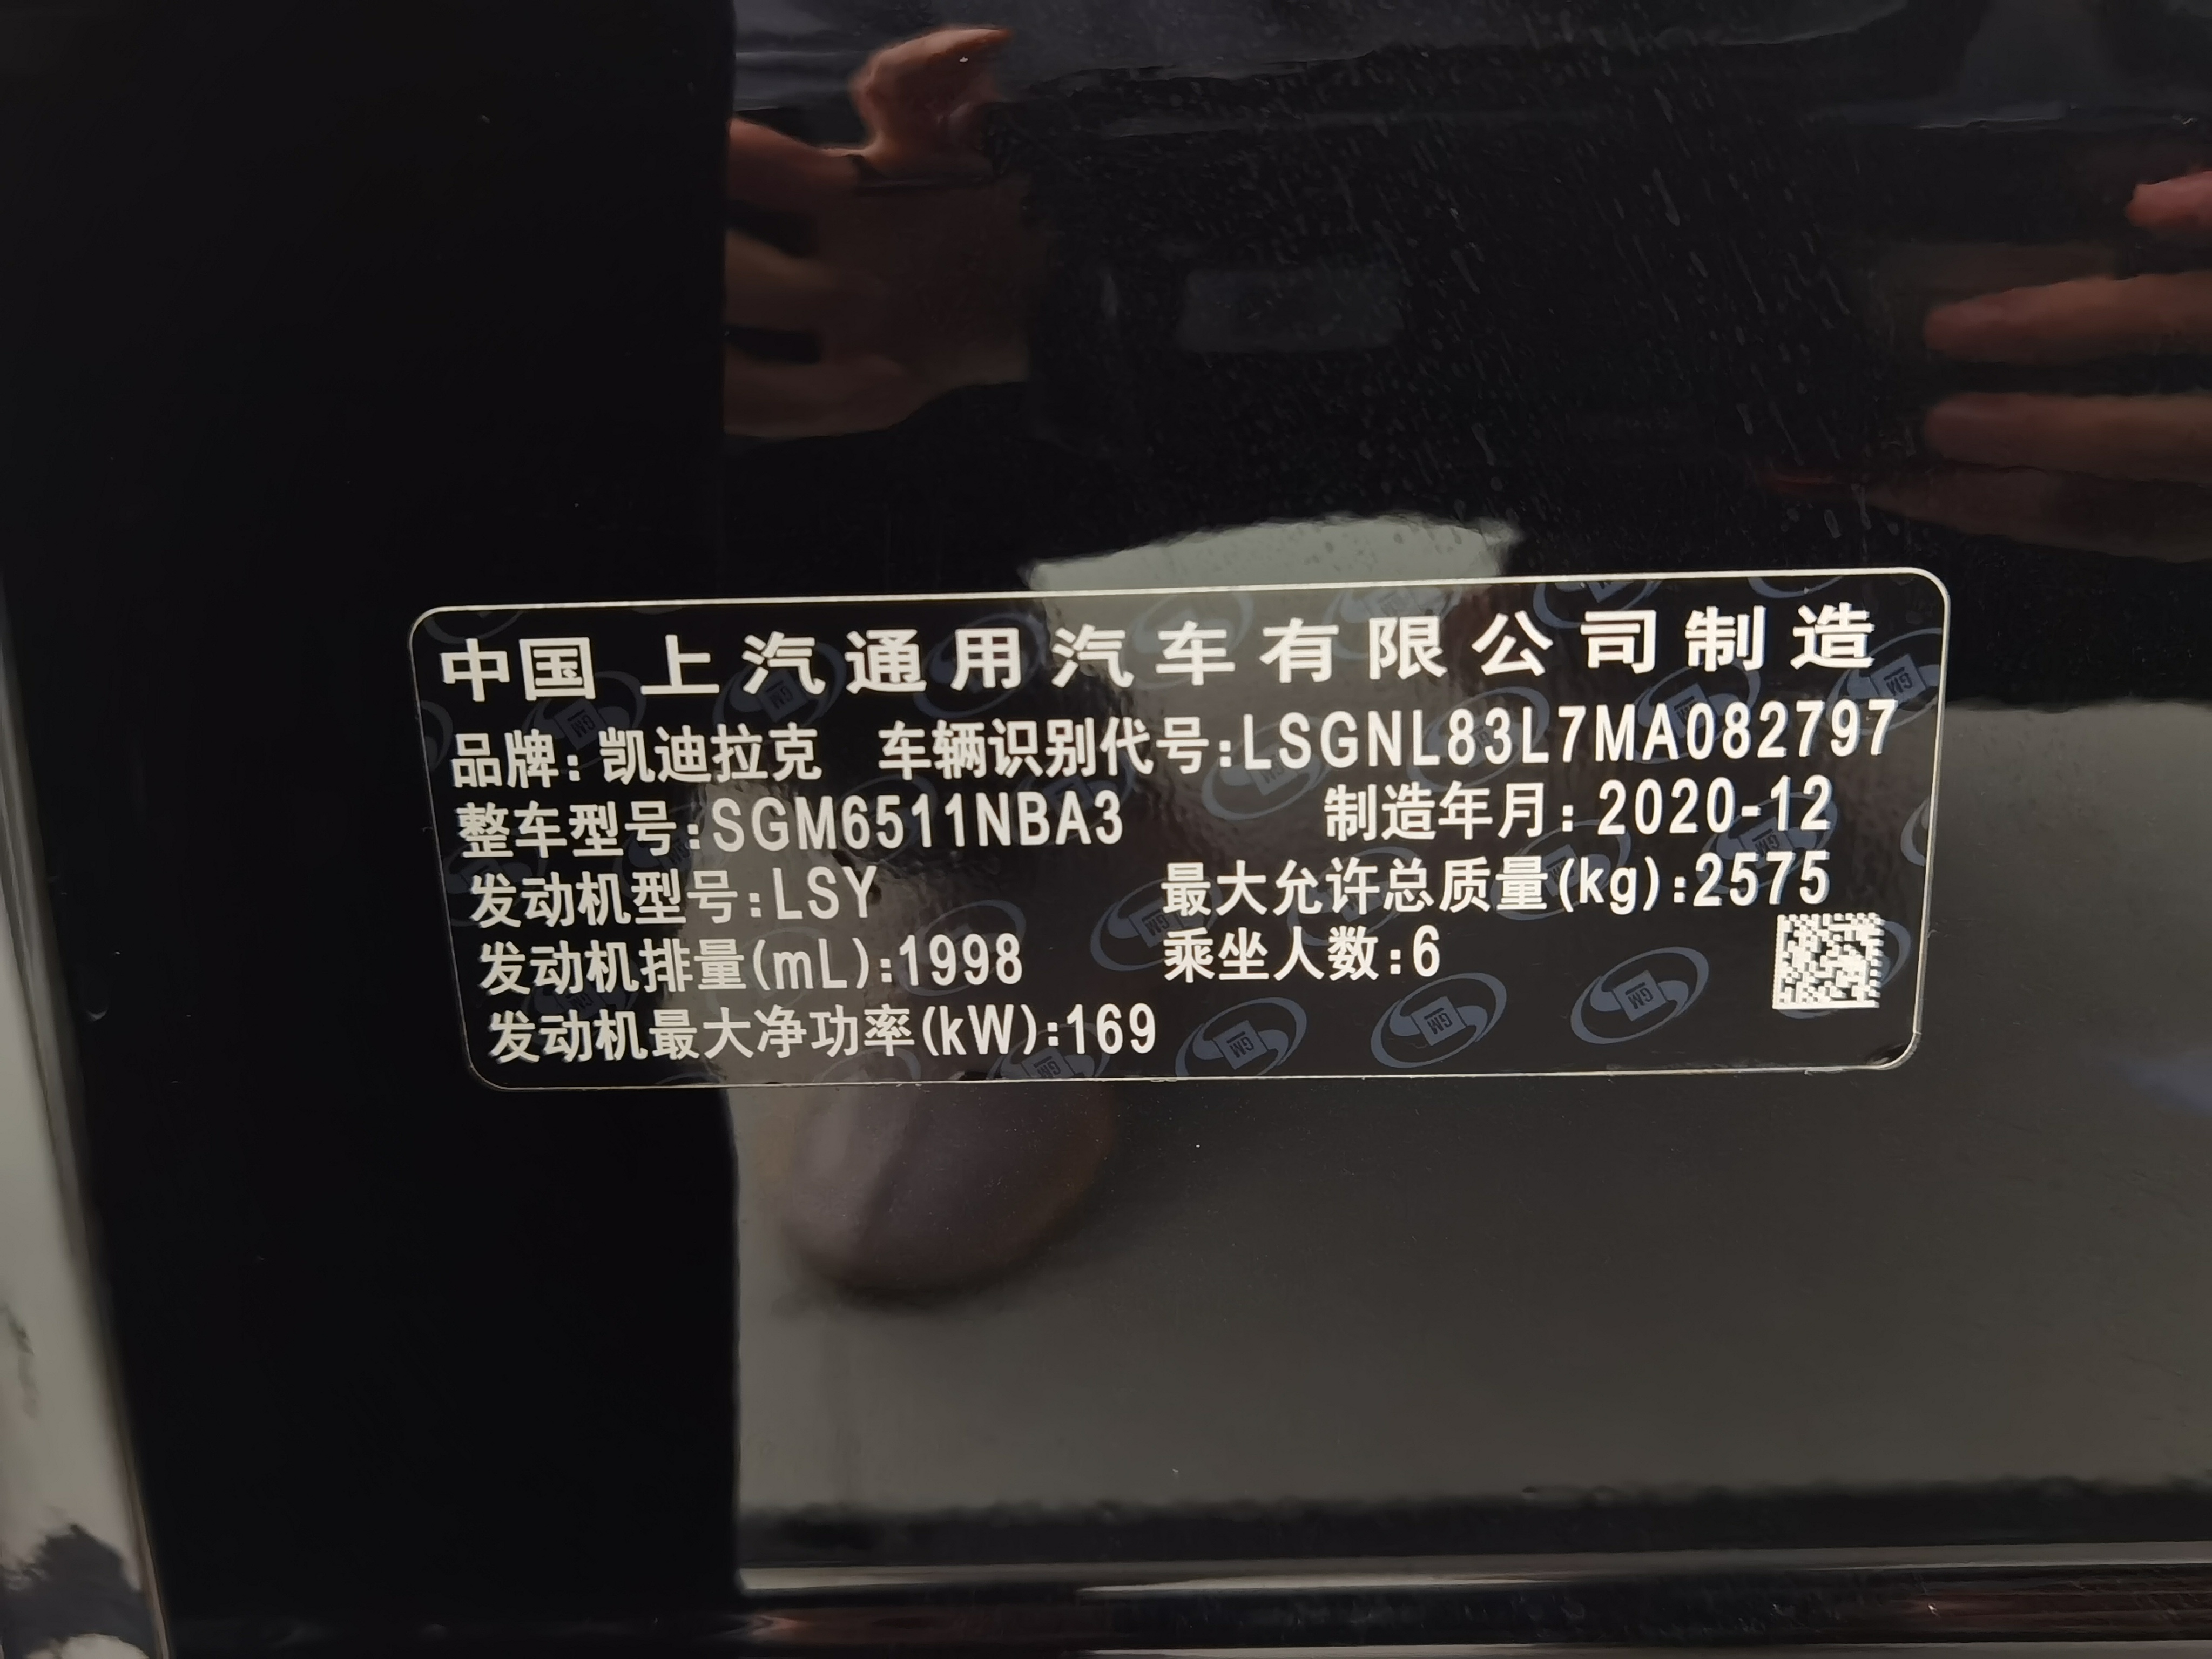 中国 上汽通用汽车有限公司制造
品牌:凯迪拉克 车辆识别代号:LSGNL83L7MA082797
整车型号:SGM6511NBA3 制造年月:2020-12
发动机型号:LSY 最大允许总质量(kg):2575
发动机排量(mL):1998 乘坐人数:6
发动机最大净功率(kW):169